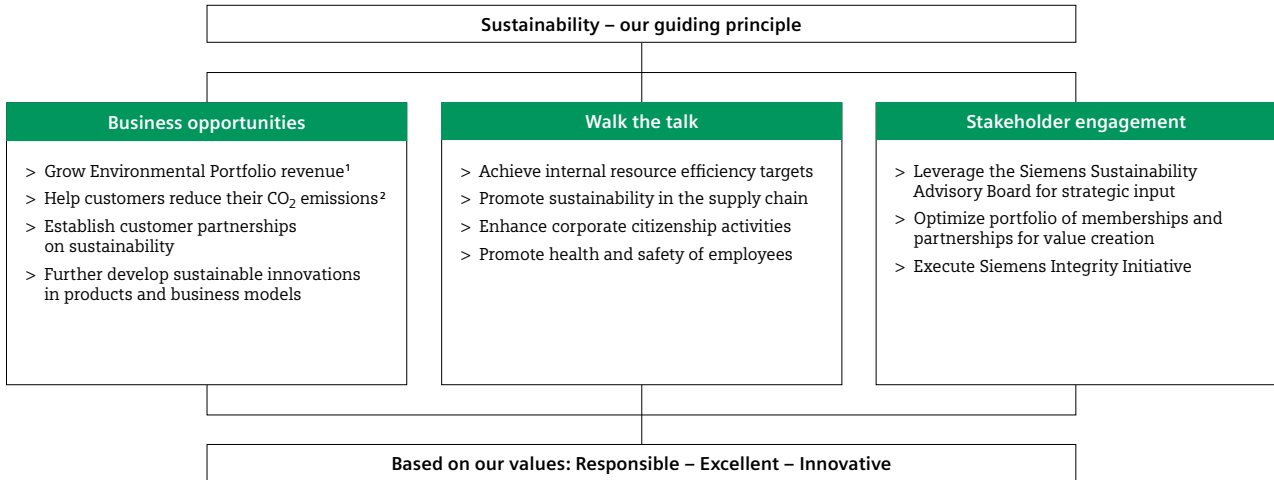 Sustainability – our guiding principle
Business opportunities
> Grow Environmental Portfolio revenue¹
> Help customers reduce their CO₂ emissions²
> Establish customer partnerships
on sustainability
> Further develop sustainable innovations
in products and business models
Walk the talk
> Achieve internal resource efficiency targets
> Promote sustainability in the supply chain
> Enhance corporate citizenship activities
> Promote health and safety of employees
Stakeholder engagement
> Leverage the Siemens Sustainability
Advisory Board for strategic input
> Optimize portfolio of memberships and
partnerships for value creation
> Execute Siemens Integrity Initiative
Based on our values: Responsible – Excellent – Innovative